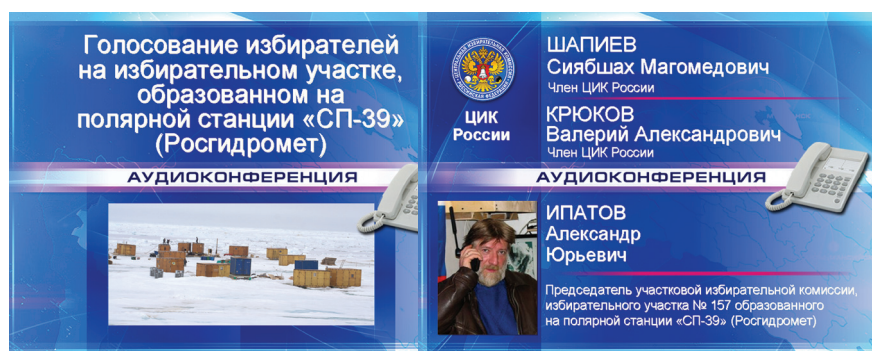 Голосование избирателей
на избирательном участке,
образованном на
полярной станции «СП-39»
(Росгидромет)
АУДИОКОНФЕРЕНЦИЯ
ЦИК
России
ШАПИЕВ
Сиябшах Магомедович
Член ЦИК России
КРЮКОВ
Валерий Александрович
Член ЦИК России
АУДИОКОНФЕРЕНЦИЯ
ИПАТОВ
Александр
Юрьевич
Председатель участковой избирательной комиссии,
избирательного участка № 157 образованного
на полярной станции «СП-39» (Росгидромет)